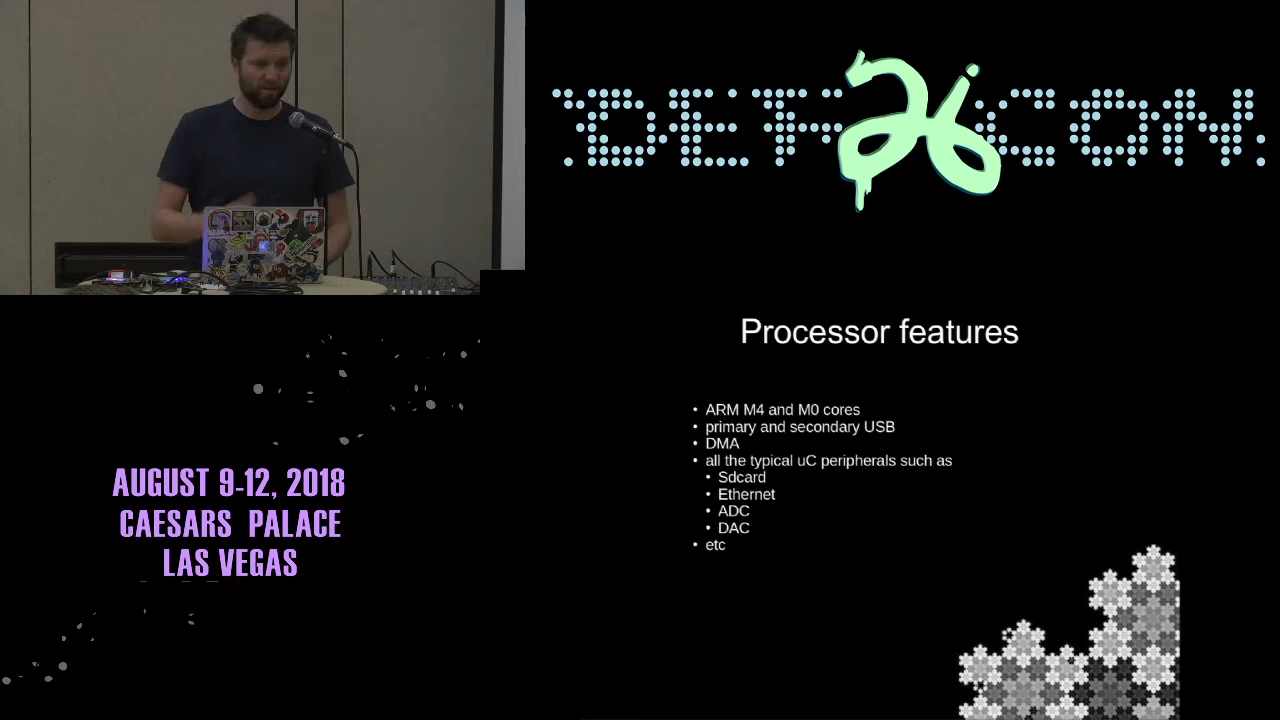 DEF CON
26
Processor features
• ARM M4 and M0 cores
• primary and secondary USB
• DMA
• all the typical uC peripherals such as
• Sdcard
• Ethernet
• ADC
• DAC
• etc
AUGUST 9-12, 2018
CAESARS PALACE
LAS VEGAS